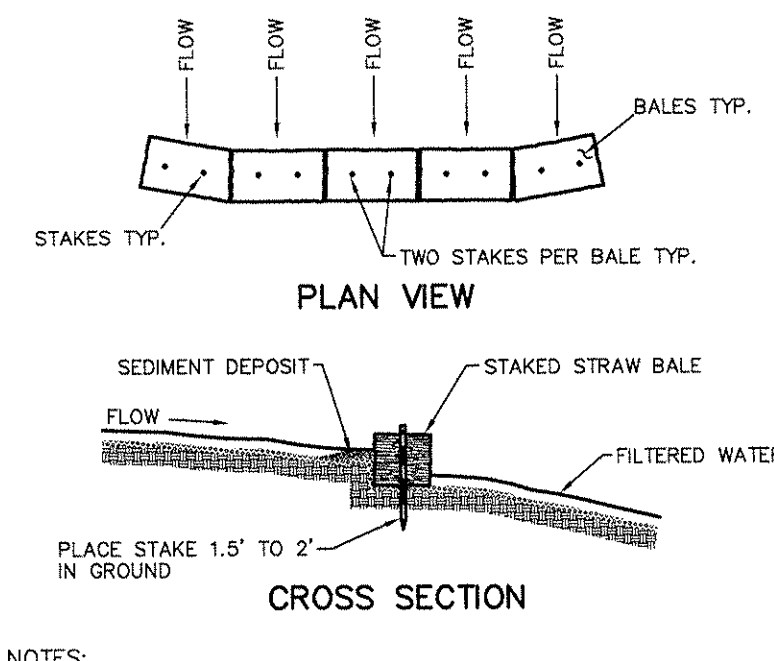 FLOW
FLOW
FLOW
FLOW
FLOW
BALES TYP.
STAKES TYP.
TWO STAKES PER BALE TYP.
PLAN VIEW
SEDIMENT DEPOSIT
STAKED STRAW BALE
FLOW
FILTERED WATER
PLACE STAKE 1.5' TO 2'
IN GROUND
CROSS SECTION
NOTES: